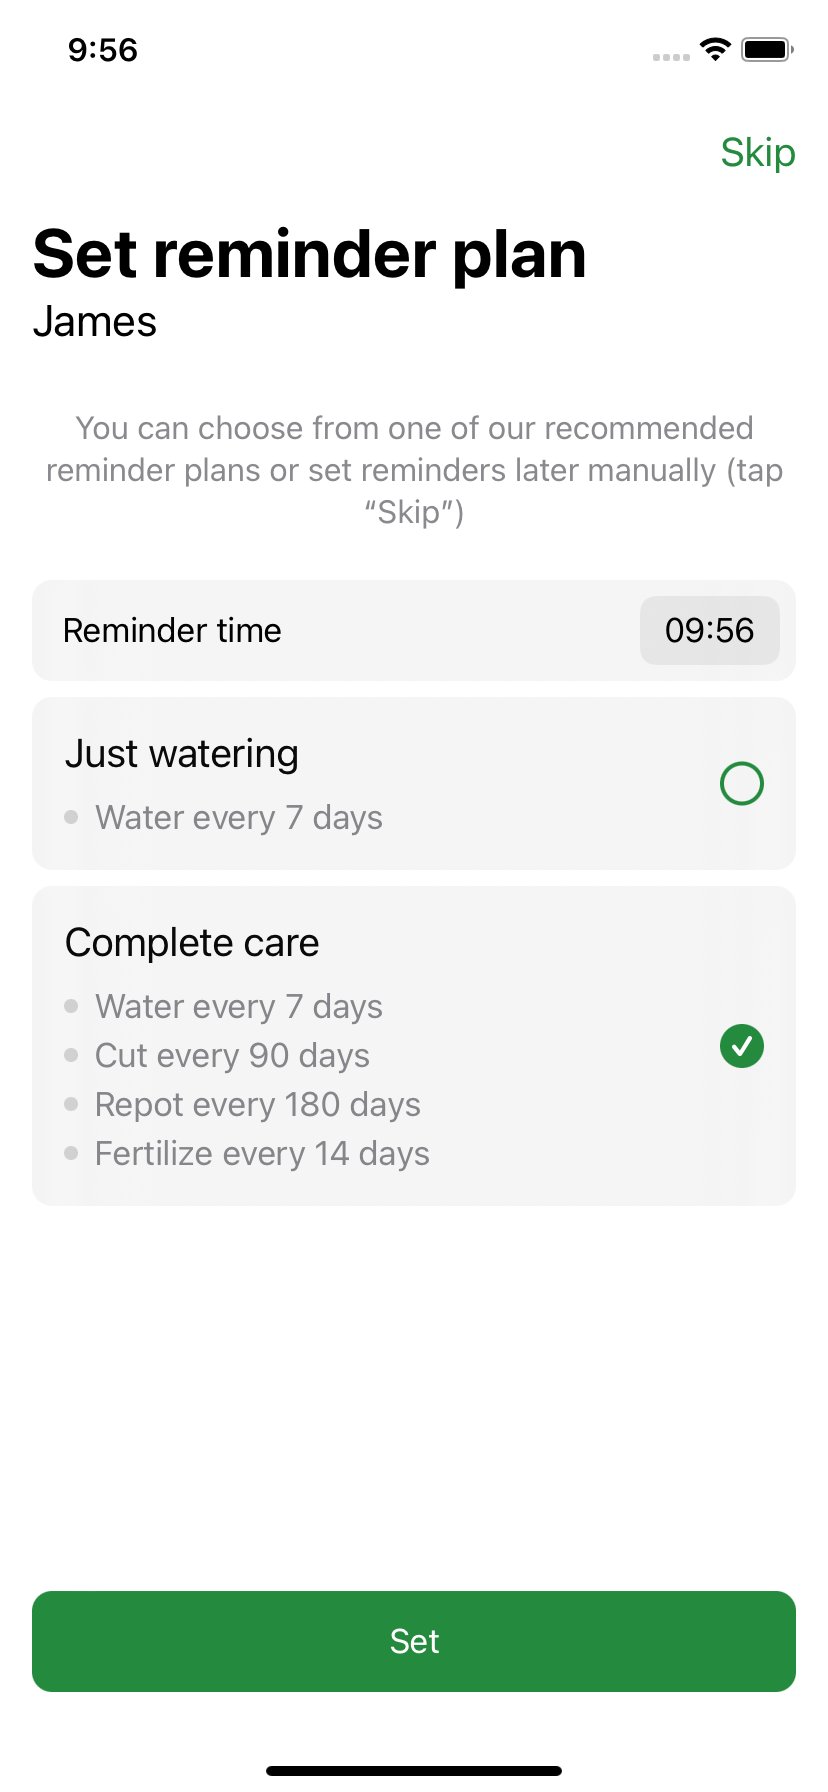 9:56
Skip
Set reminder plan
James
You can choose from one of our recommended
reminder plans or set reminders later manually (tap
“Skip”)
Reminder time 09:56
Just watering
Water every 7 days
Complete care
Water every 7 days
Cut every 90 days
Repot every 180 days
Fertilize every 14 days
Set